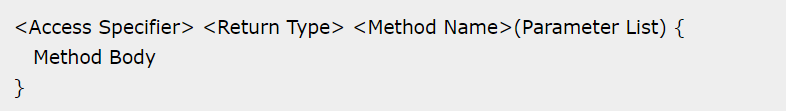 <Access Specifier> <Return Type> <Method Name>(Parameter List) {
Method Body
}